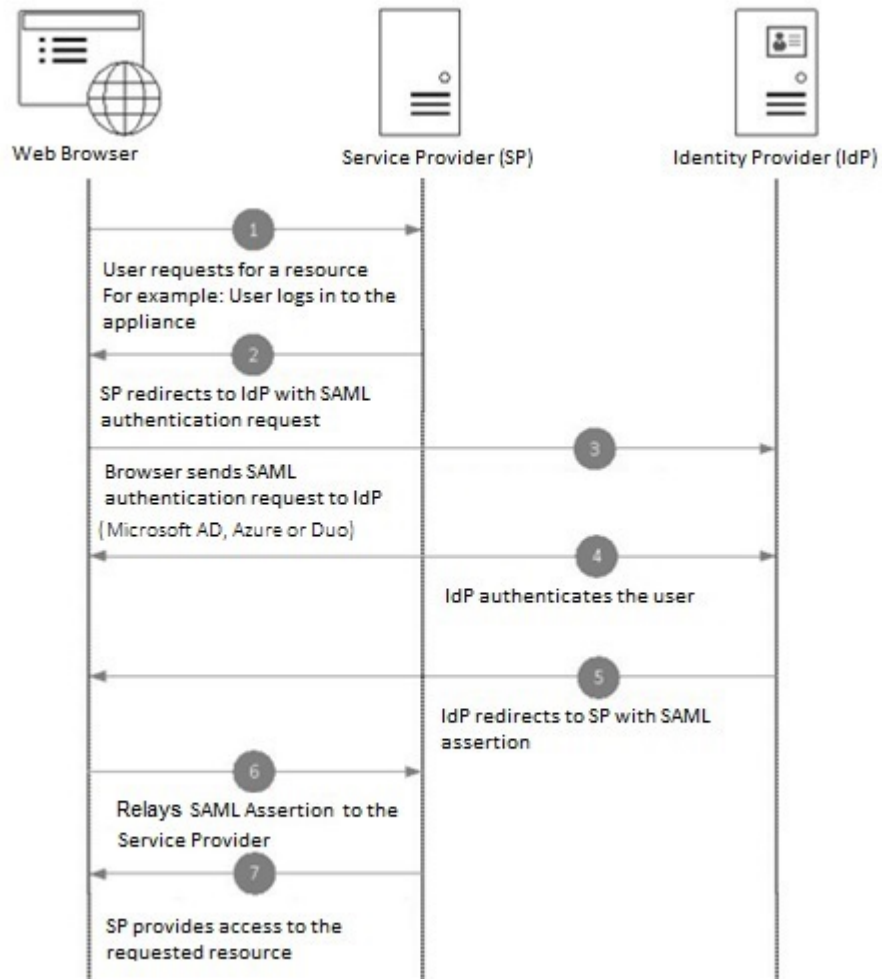 Web Browser
Service Provider (SP)
Identity Provider (IdP)
1
User requests for a resource
For example: User logs in to the
appliance
2
SP redirects to IdP with SAML
authentication request
3
Browser sends SAML
authentication request to IdP
(Microsoft AD, Azure or Duo)
4
IdP authenticates the user
5
IdP redirects to SP with SAML
assertion
6
Relays SAML Assertion to the
Service Provider
7
SP provides access to the
requested resource